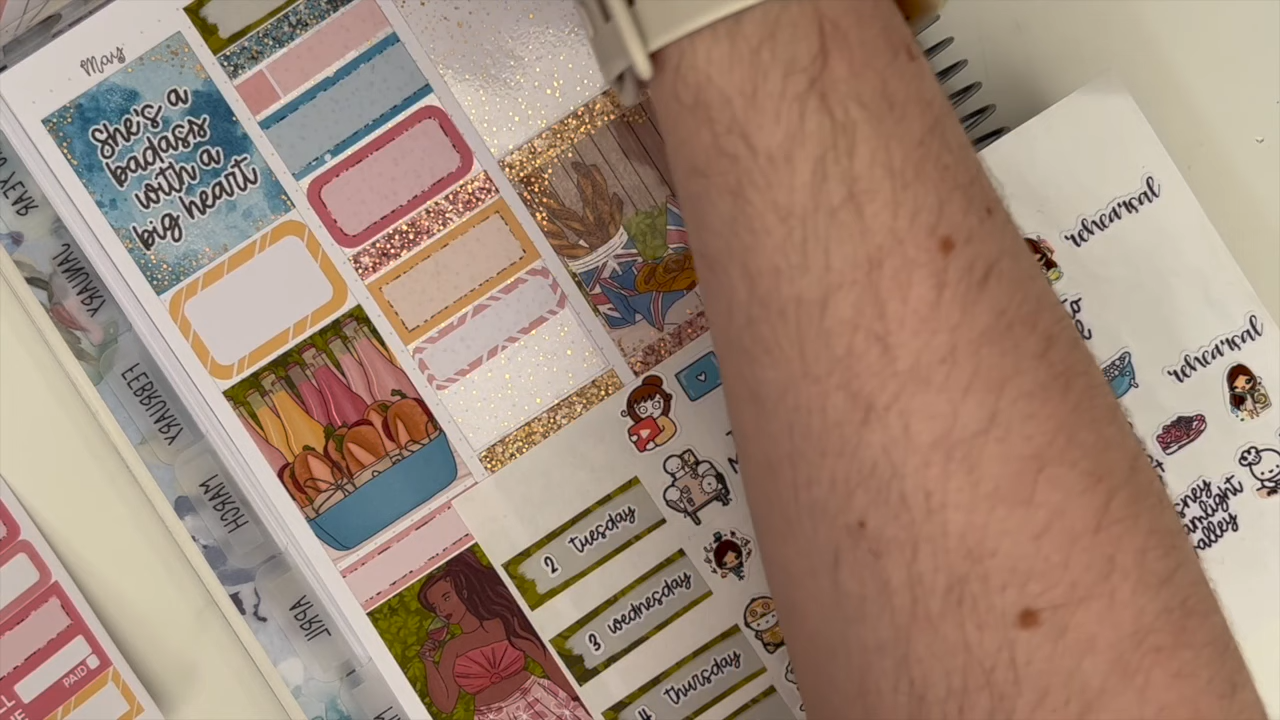 May
She's a
badass
with a
big heart
YEAR
JANUARY
FEBRUARY
MARCH
APRIL
2 tuesday
3 wednesday
4 thursday
rehearsal
rehearsal
PAID